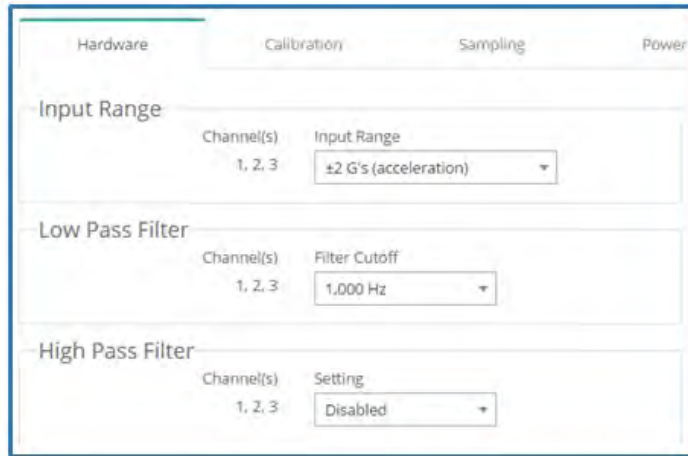 Hardware Calibration Sampling Power
Input Range
Channel(s) Input Range
1, 2, 3 ±2 G's (acceleration)
Low Pass Filter
Channel(s) Filter Cutoff
1, 2, 3 1,000 Hz
High Pass Filter
Channel(s) Setting
1, 2, 3 Disabled